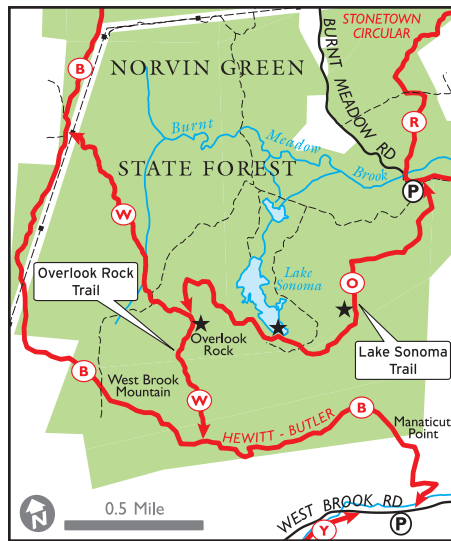 STONETOWN
CIRCULAR
BURNT MEADOW RD
B
NORVIN GREEN
Burnt Meadow Brook
R
STATE FOREST
P
W
Overlook Rock
Trail
Lake
Sonoma
O
Overlook
Rock
Lake Sonoma
Trail
B
West Brook
Mountain
W
HEWITT - BUTLER
B
Manaticut
Point
N
0.5 Mile
WEST BROOK RD
Y
P